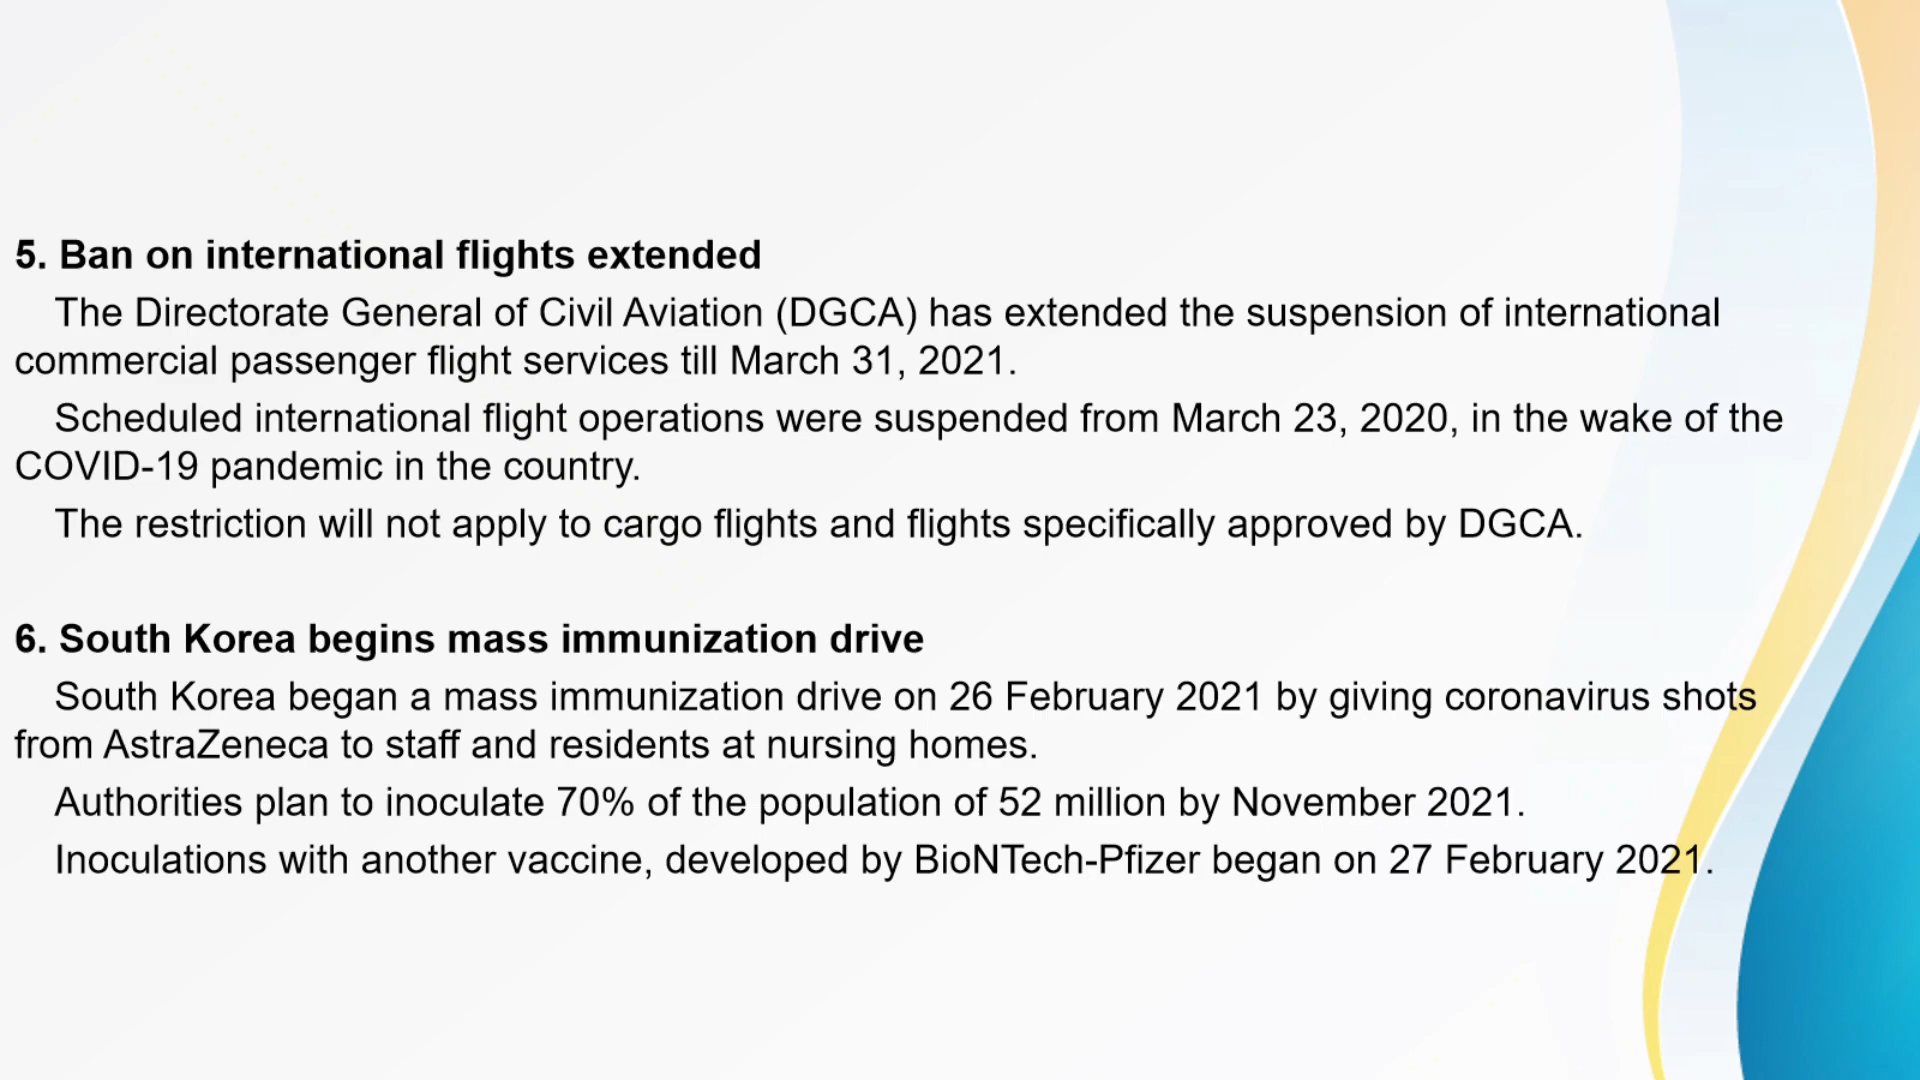 5. Ban on international flights extended
The Directorate General of Civil Aviation (DGCA) has extended the suspension of international
commercial passenger flight services till March 31, 2021.
Scheduled international flight operations were suspended from March 23, 2020, in the wake of the
COVID-19 pandemic in the country.
The restriction will not apply to cargo flights and flights specifically approved by DGCA.
6. South Korea begins mass immunization drive
South Korea began a mass immunization drive on 26 February 2021 by giving coronavirus shots
from AstraZeneca to staff and residents at nursing homes.
Authorities plan to inoculate 70% of the population of 52 million by November 2021.
Inoculations with another vaccine, developed by BioNTech-Pfizer began on 27 February 2021.